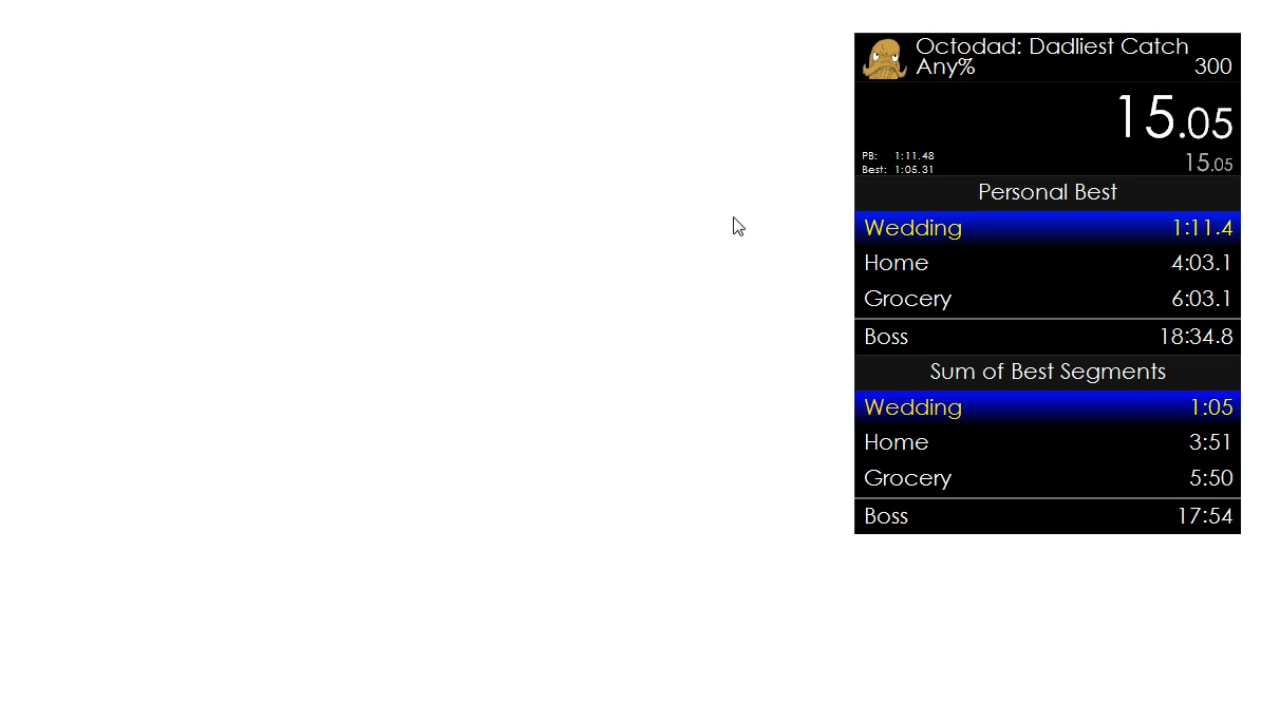 Octodad: Dadliest Catch
Any% 300
15.05
PB: 1:11.48
Best: 1:05.31
15.05
Personal Best
Wedding 1:11.4
Home 4:03.1
Grocery 6:03.1
Boss 18:34.8
Sum of Best Segments
Wedding 1:05
Home 3:51
Grocery 5:50
Boss 17:54